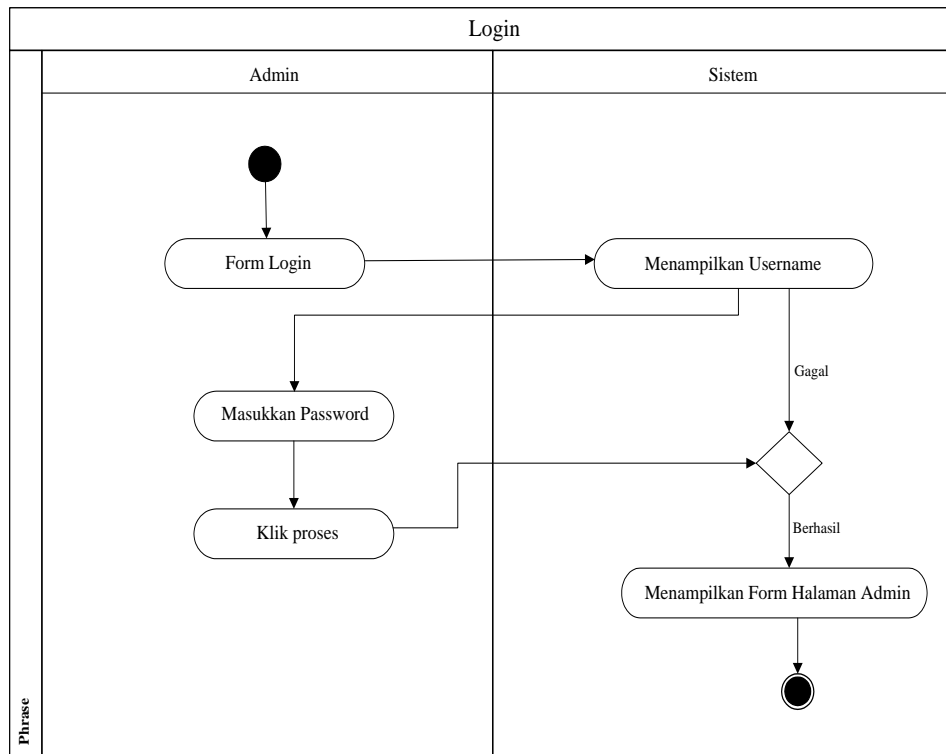 Login
Admin
Sistem
Form Login
Menampilkan Username
Gagal
Masukkan Password
Klik proses
Berhasil
Menampilkan Form Halaman Admin
Phrase